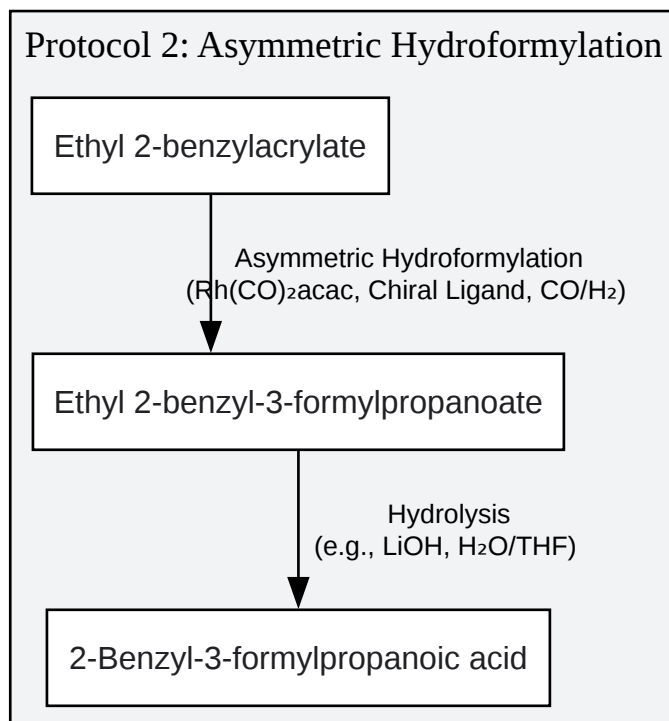 Protocol 2: Asymmetric Hydroformylation
Ethyl 2-benzylacrylate
Asymmetric Hydroformylation
(Rh(CO)₂acac, Chiral Ligand, CO/H₂)
Ethyl 2-benzyl-3-formylpropanoate
Hydrolysis
(e.g., LiOH, H₂O/THF)
2-Benzyl-3-formylpropanoic acid